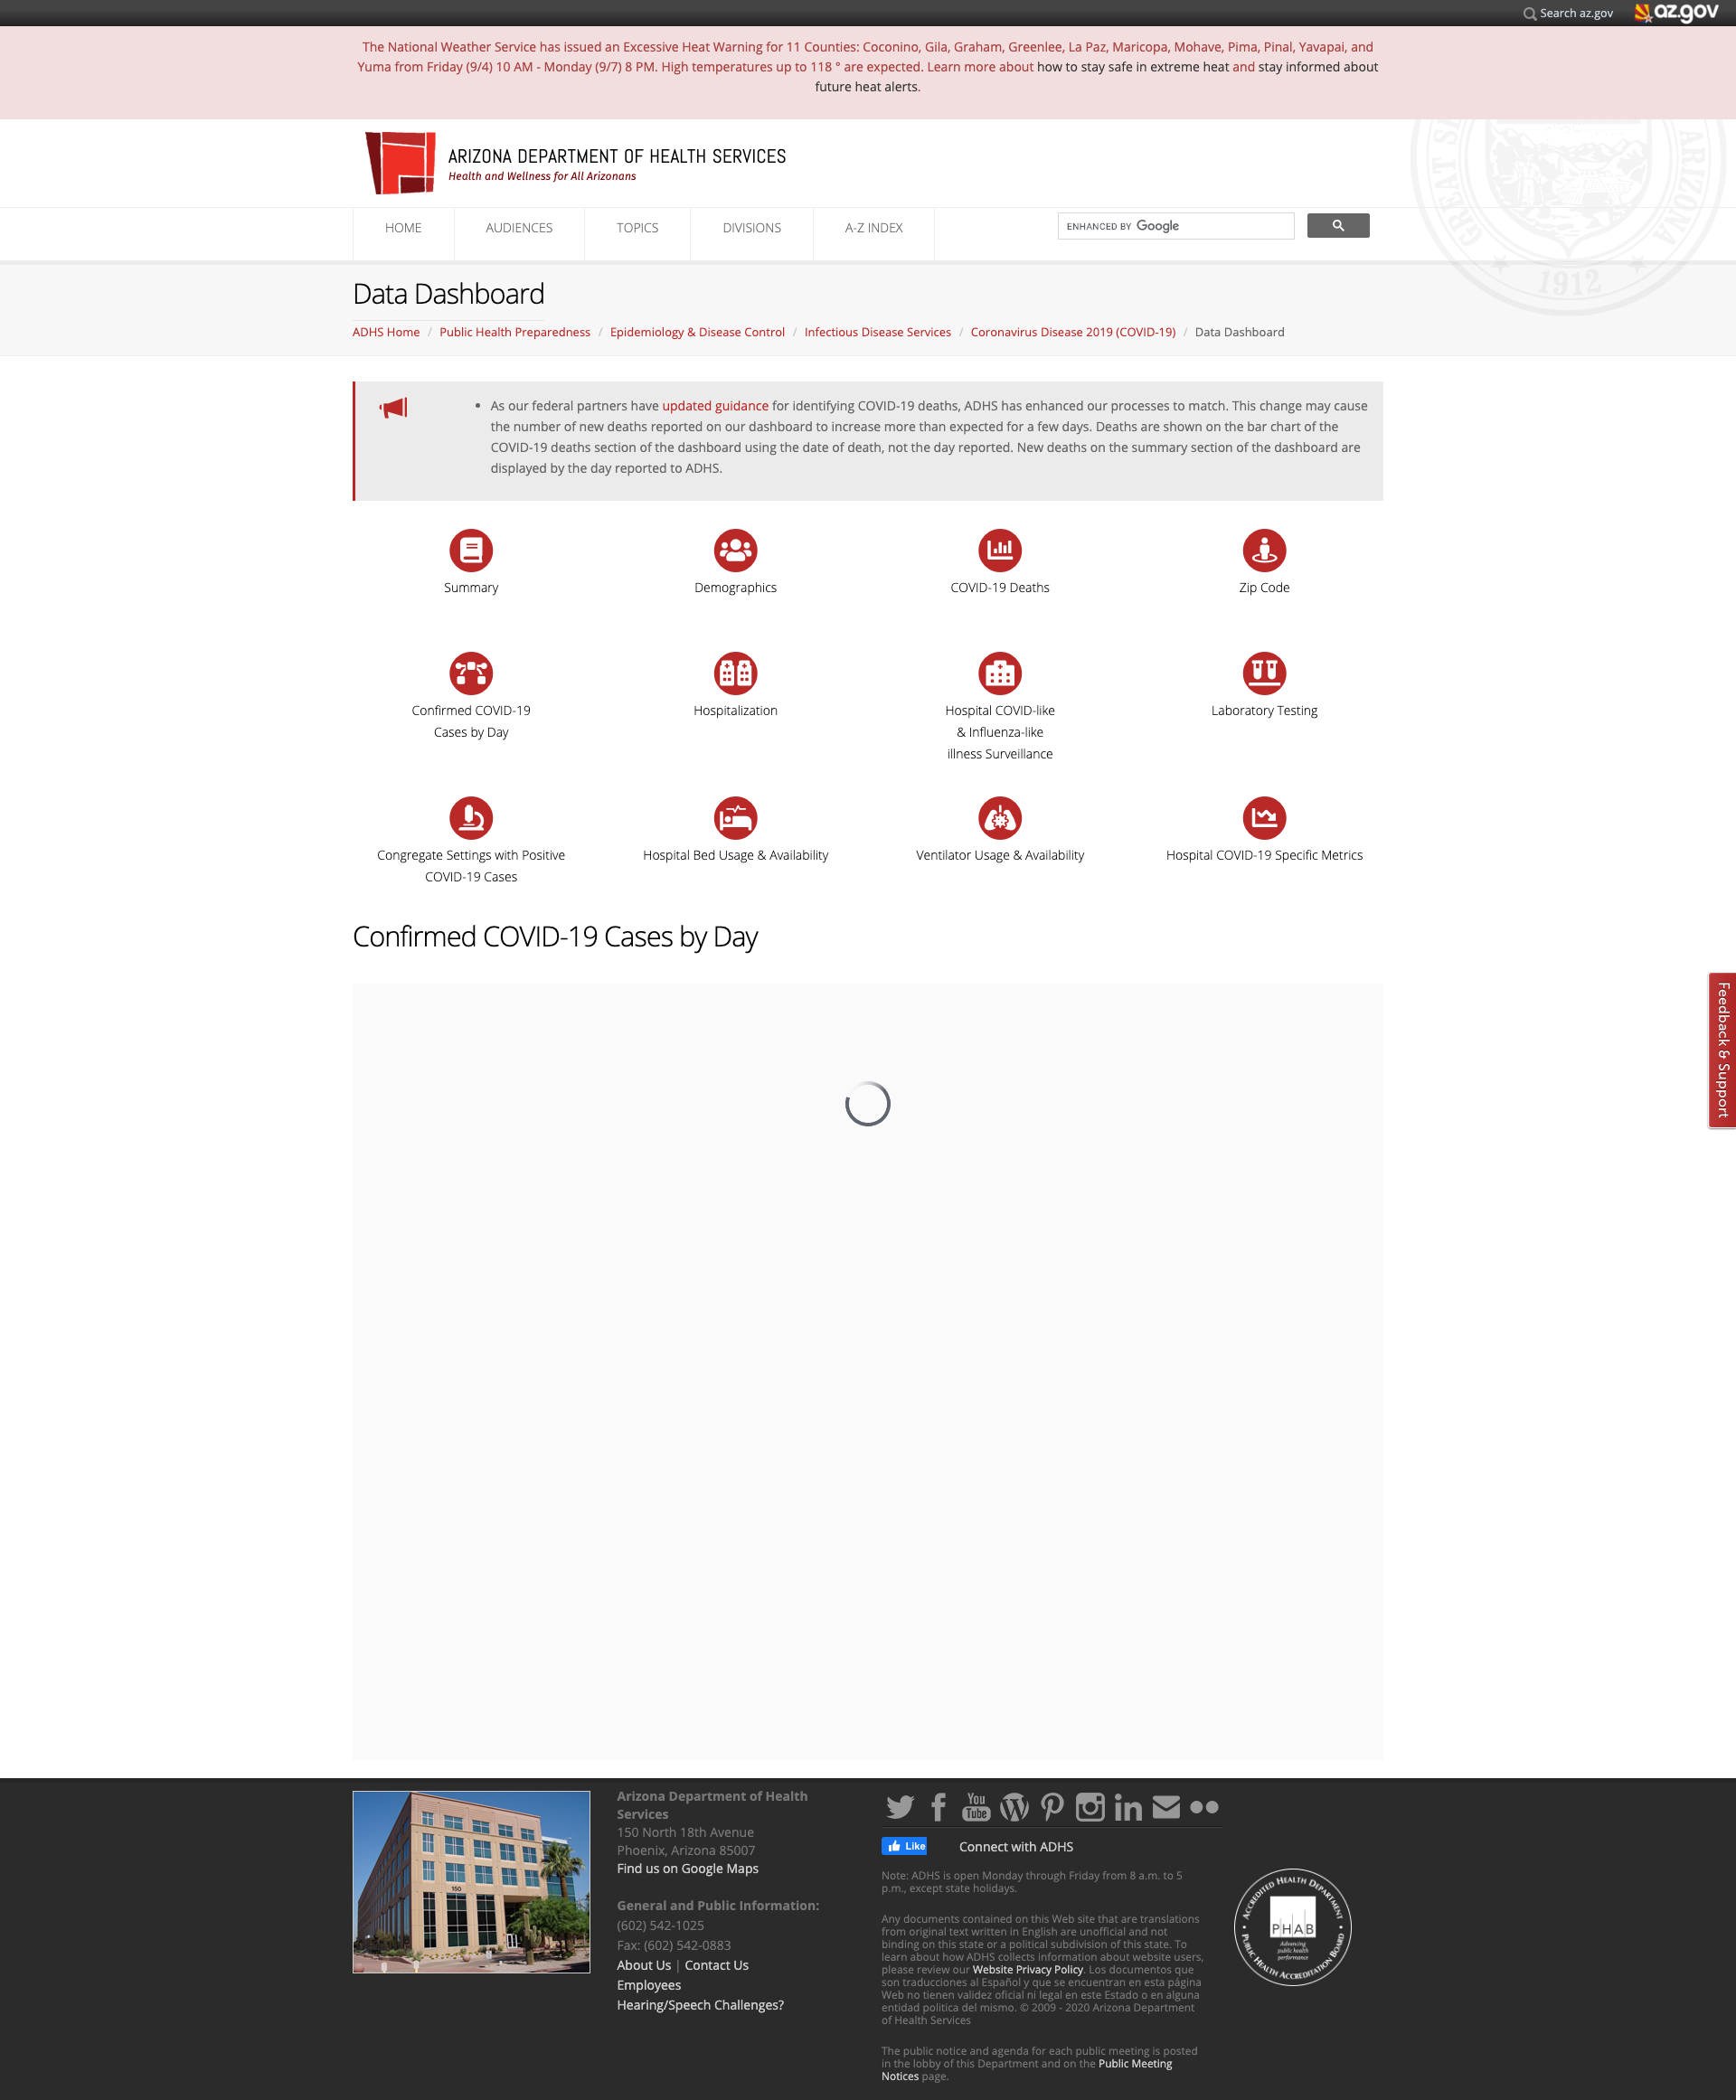 Search az.gov
az.gov
The National Weather Service has issued an Excessive Heat Warning for 11 Counties: Coconino, Gila, Graham, Greenlee, La Paz, Maricopa, Mohave, Pima, Pinal, Yavapai, and
Yuma from Friday (9/4) 10 AM - Monday (9/7) 8 PM. High temperatures up to 118 ° are expected. Learn more about how to stay safe in extreme heat and stay informed about
future heat alerts.
ARIZONA DEPARTMENT OF HEALTH SERVICES
Health and Wellness for All Arizonans
GREAT SE
ARIZONA
1912
HOME
AUDIENCES
TOPICS
DIVISIONS
A-Z INDEX
ENHANCED BY Google
Data Dashboard
ADHS Home / Public Health Preparedness / Epidemiology & Disease Control / Infectious Disease Services / Coronavirus Disease 2019 (COVID-19) / Data Dashboard
• As our federal partners have updated guidance for identifying COVID-19 deaths, ADHS has enhanced our processes to match. This change may cause
the number of new deaths reported on our dashboard to increase more than expected for a few days. Deaths are shown on the bar chart of the
COVID-19 deaths section of the dashboard using the date of death, not the day reported. New deaths on the summary section of the dashboard are
displayed by the day reported to ADHS.
Summary
Demographics
COVID-19 Deaths
Zip Code
Confirmed COVID-19
Cases by Day
Hospitalization
Hospital COVID-like
& Influenza-like
illness Surveillance
Laboratory Testing
Congregate Settings with Positive
COVID-19 Cases
Hospital Bed Usage & Availability
Ventilator Usage & Availability
Hospital COVID-19 Specific Metrics
Confirmed COVID-19 Cases by Day
Feedback & Support
150
Arizona Department of Health
Services
150 North 18th Avenue
Phoenix, Arizona 85007
Find us on Google Maps
General and Public Information:
(602) 542-1025
Fax: (602) 542-0883
About Us | Contact Us
Employees
Hearing/Speech Challenges?
You Tube
Like
Connect with ADHS
Note: ADHS is open Monday through Friday from 8 a.m. to 5
p.m., except state holidays.
Any documents contained on this Web site that are translations
from original text written in English are unofficial and not
binding on this state or a political subdivision of this state. To
learn about how ADHS collects information about website users,
please review our Website Privacy Policy. Los documentos que
son traducciones al Español y que se encuentran en esta página
Web no tienen validez oficial ni legal en este Estado o en alguna
entidad politica del mismo. © 2009 - 2020 Arizona Department
of Health Services
The public notice and agenda for each public meeting is posted
in the lobby of this Department and on the Public Meeting
Notices page.
ACCREDITED HEALTH DEPARTMENT
PHAB
Advancing
public health
performance
PUBLIC HEALTH ACCREDITATION BOARD